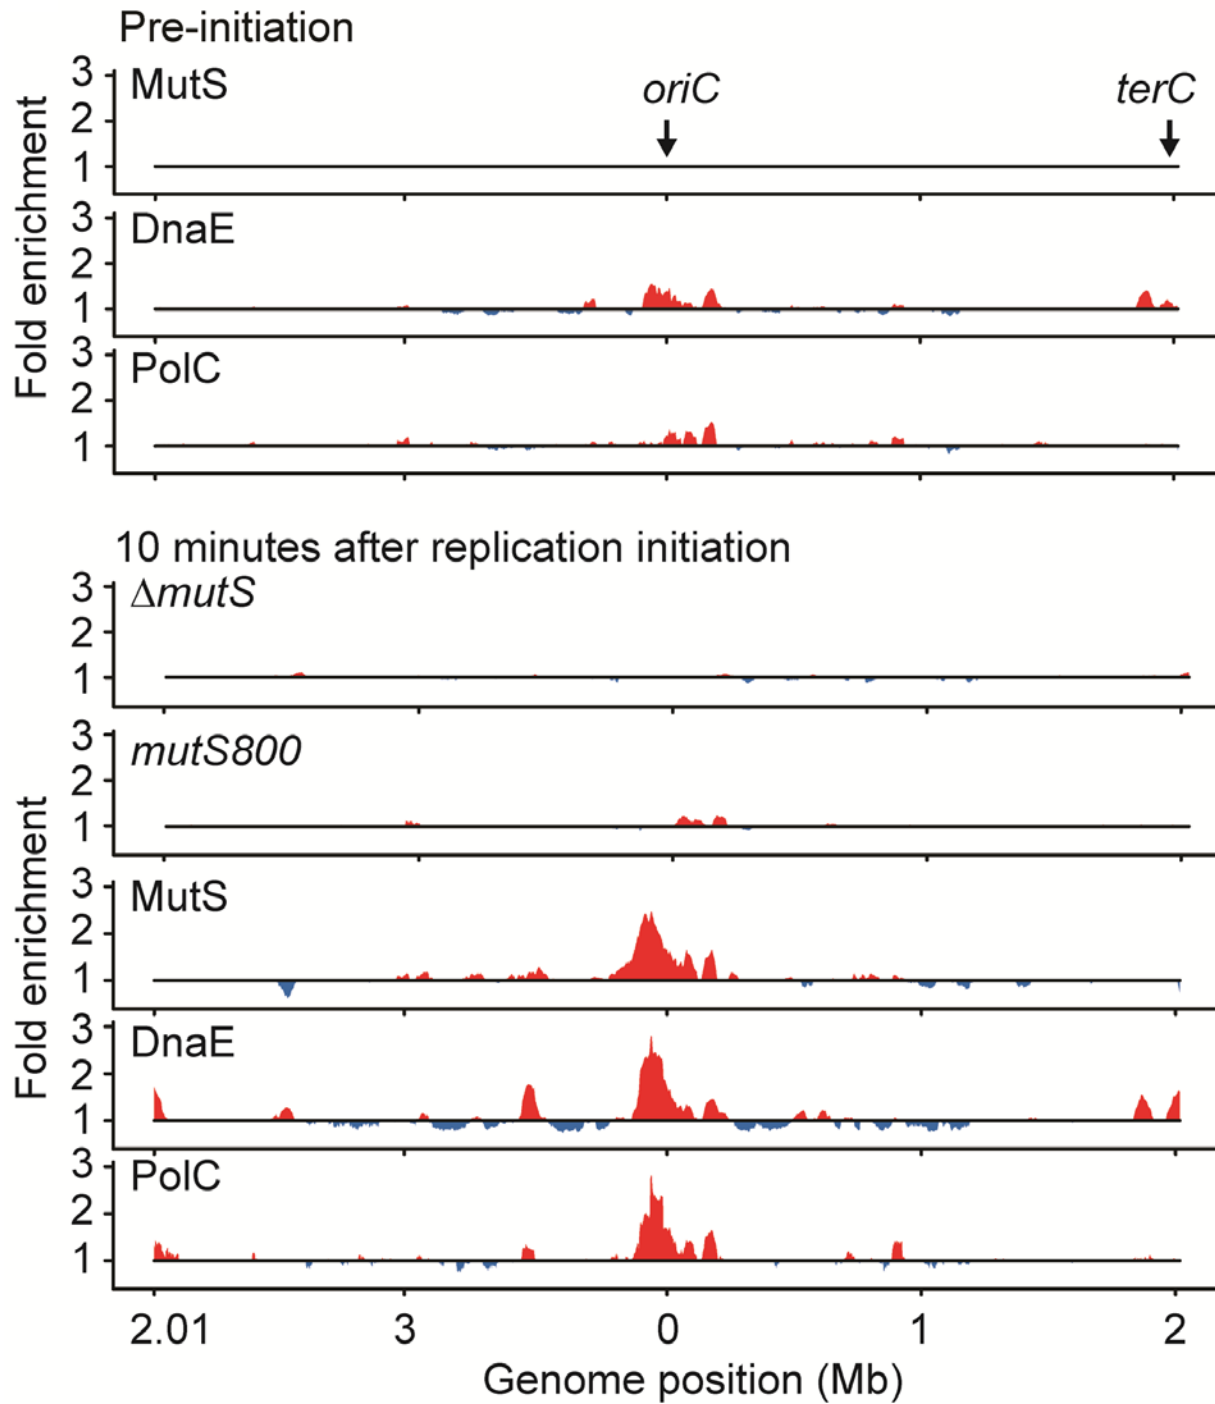 Pre-initiation
Fold enrichment
3
2
1
MutS
oriC
terC
3
2
1
DnaE
3
2
1
PolC
10 minutes after replication initiation
3
2
1
ΔmutS
3
2
1
mutS800
Fold enrichment
3
2
1
MutS
3
2
1
DnaE
3
2
1
PolC
2.01 3 0 1 2
Genome position (Mb)